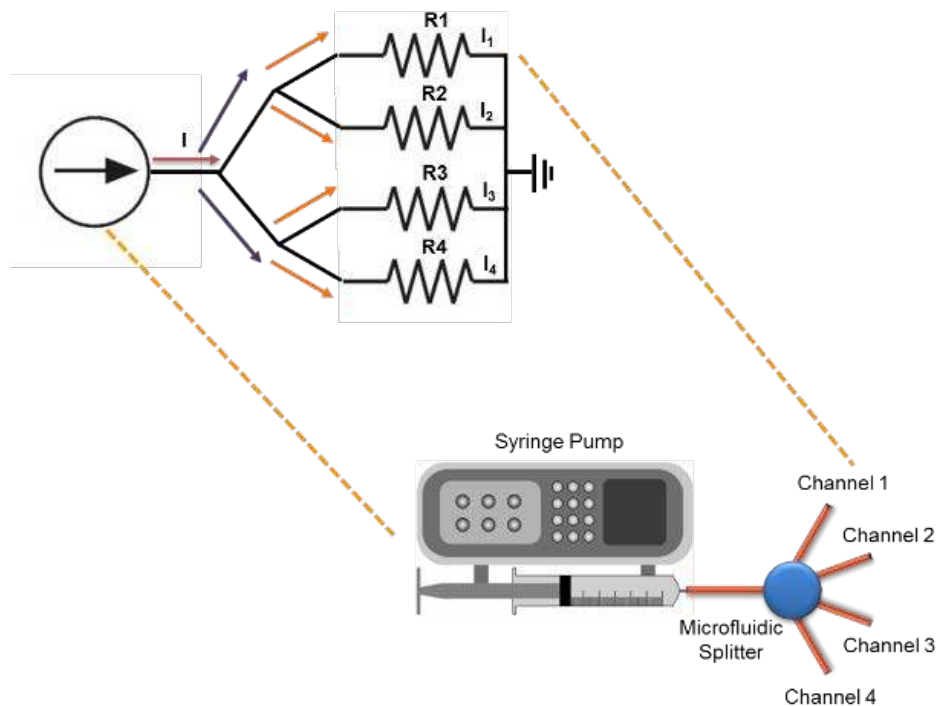 R1
I₁
R2
I₂
I
R3
I₃
R4
I₄
Syringe Pump
Channel 1
Channel 2
Microfluidic
Splitter
Channel 3
Channel 4